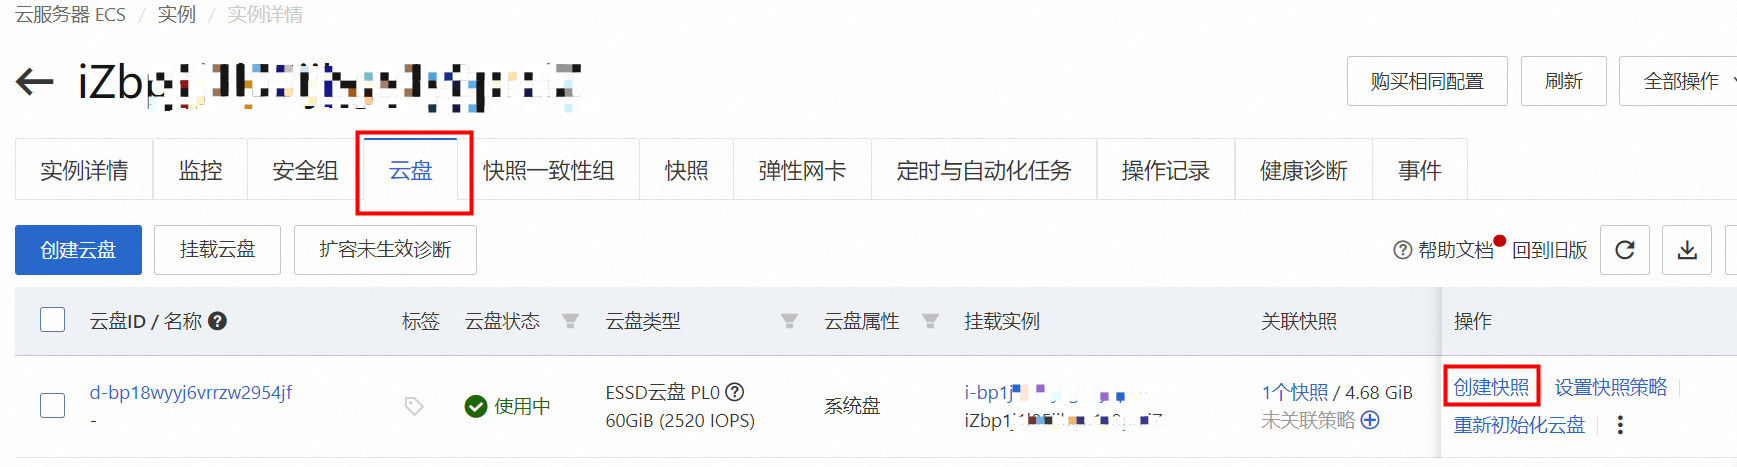 云服务器 ECS / 实例 / 实例详情
iZbp
购买相同配置 刷新 全部操作
实例详情 监控 安全组 云盘 快照一致性组 快照 弹性网卡 定时与自动化任务 操作记录 健康诊断 事件
创建云盘 挂载云盘 扩容未生效诊断 帮助文档 回到旧版
云盘ID / 名称 标签 云盘状态 云盘类型 云盘属性 挂载实例 关联快照 操作
d-bp18wyyj6vrrzw2954jf 使用中 ESSD云盘 PL0 系统盘 i-bp1j 1个快照 / 4.68 GiB 创建快照 设置快照策略
- 60GiB (2520 IOPS) iZbp1j 未关联策略 重新初始化云盘